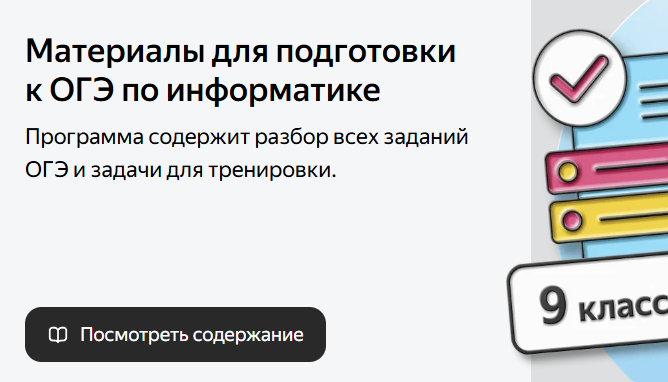 Материалы для подготовки
к ОГЭ по информатике
Программа содержит разбор всех заданий
ОГЭ и задачи для тренировки.
9 класс
Посмотреть содержание